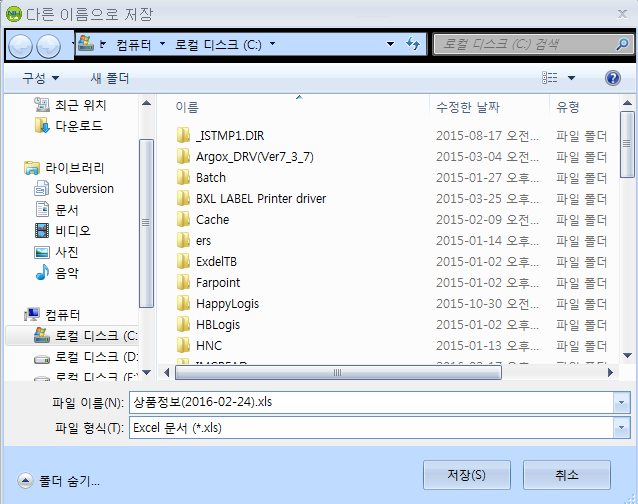 다른 이름으로 저장
컴퓨터 로컬 디스크 (C:) 로컬 디스크 (C:) 검색
구성 새 폴더
최근 위치
다운로드
라이브러리
Subversion
문서
비디오
사진
음악
컴퓨터
로컬 디스크 (C:
로컬 디스크 (D:
로컬 디스크 (E:
이름 수정한 날짜 유형
_ISTMP1.DIR 2015-08-17 오전... 파일 폴더
Argox_DRV(Ver7_3_7) 2015-03-04 오전... 파일 폴더
Batch 2015-01-27 오후... 파일 폴더
BXL LABEL Printer driver 2015-03-25 오후... 파일 폴더
Cache 2015-02-09 오전... 파일 폴더
ers 2015-01-14 오후... 파일 폴더
ExdelTB 2015-01-02 오후... 파일 폴더
Farpoint 2015-01-02 오후... 파일 폴더
HappyLogis 2015-10-30 오전... 파일 폴더
HBLogis 2015-01-02 오후... 파일 폴더
HNC 2015-01-13 오후... 파일 폴더
파일 이름(N): 상품정보(2016-02-24).xls
파일 형식(T): Excel 문서 (*.xls)
폴더 숨기... 저장(S) 취소